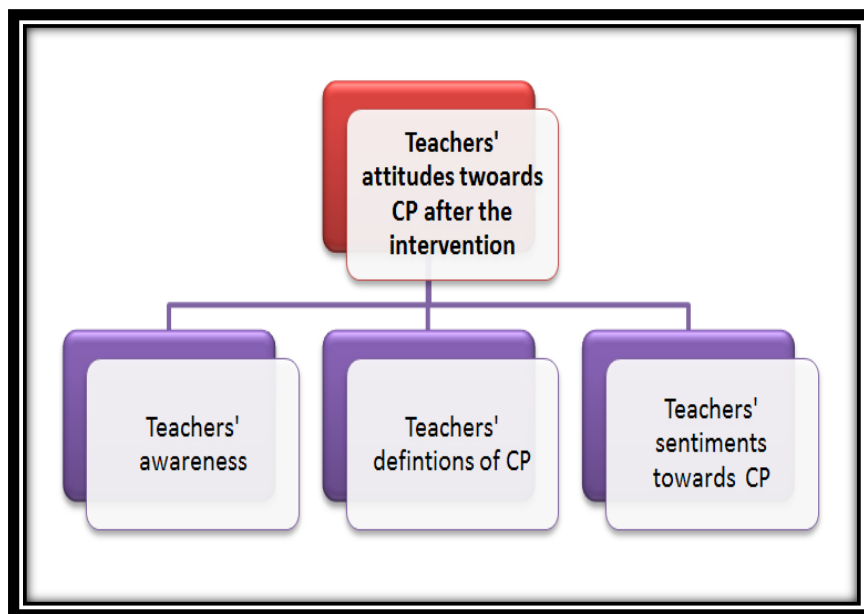 Teachers'
attitudes twoards
CP after the
intervention
Teachers'
awareness
Teachers'
defintions of CP
Teachers'
sentiments
towards CP